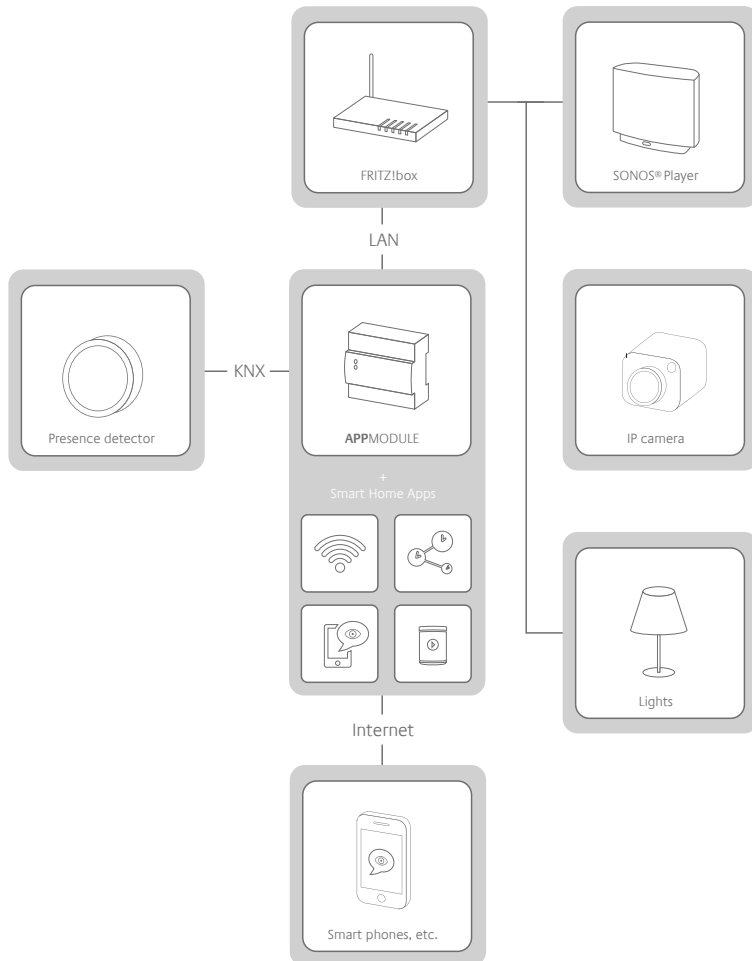 FRITZ!box
SONOS® Player
LAN
Presence detector
KNX
APPMODULE
IP camera
+
Smart Home Apps
Lights
Internet
Smart phones, etc.